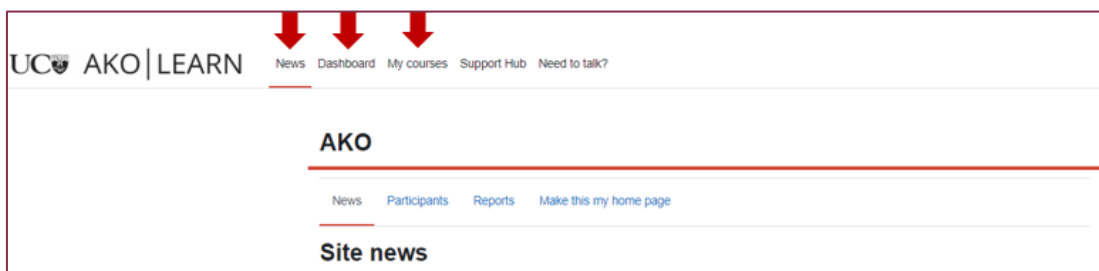 UC AKO | LEARN News Dashboard My courses Support Hub Need to talk?
AKO
News Participants Reports Make this my home page
Site news